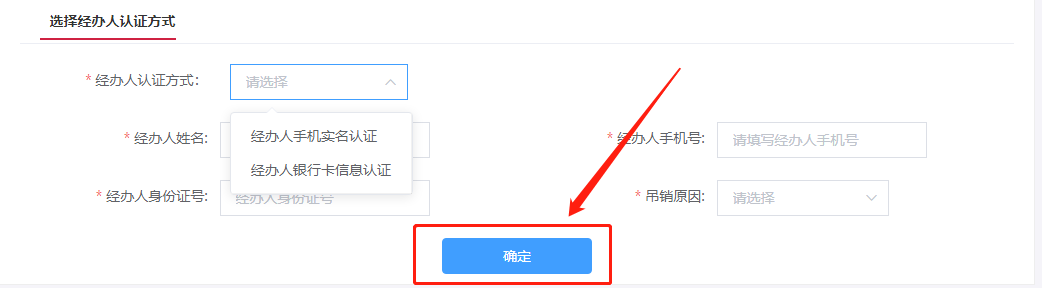 选择经办人认证方式
* 经办人认证方式： 请选择
经办人手机实名认证
经办人银行卡信息认证
* 经办人姓名:
* 经办人手机号: 请填写经办人手机号
* 经办人身份证号: 经办人身份证号
* 吊销原因: 请选择
确定